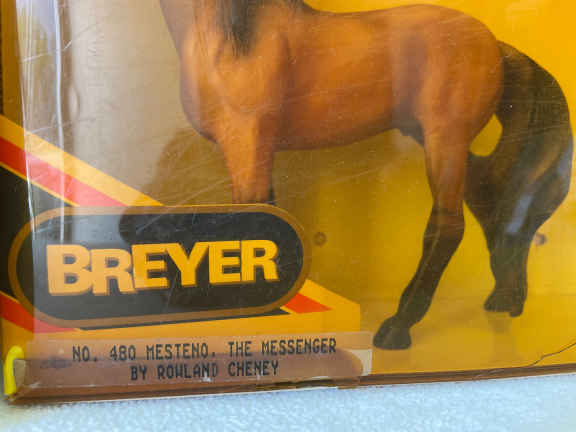 BREYER
NO. 480 MESTENO, THE MESSENGER
BY ROWLAND CHENEY